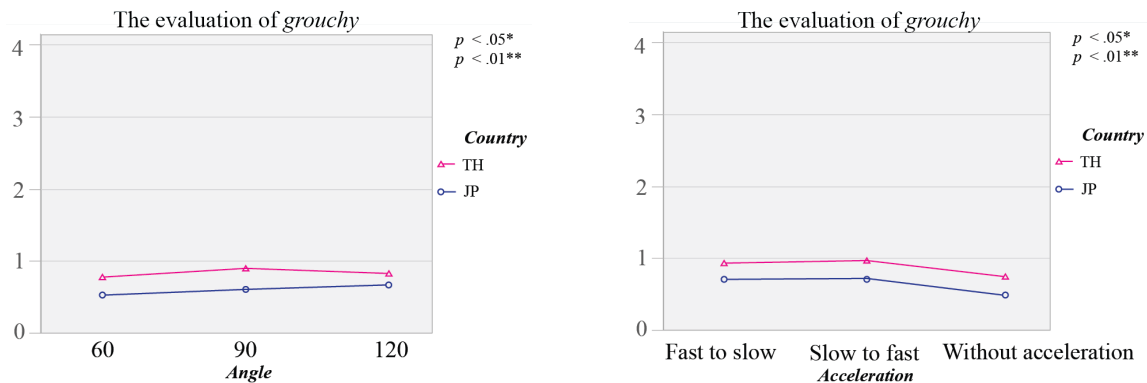 The evaluation of grouchy
p < .05*
p < .01**
4
3
2
1
0
Country
TH
JP
60 90 120
Angle
The evaluation of grouchy
p < .05*
p < .01**
4
3
2
1
0
Country
TH
JP
Fast to slow Slow to fast Without acceleration
Acceleration